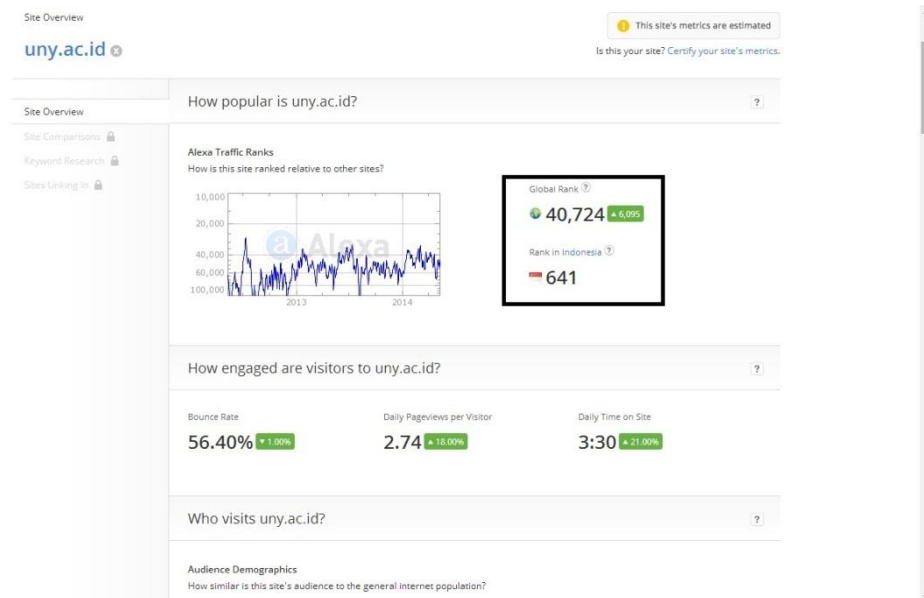 Site Overview
This site's metrics are estimated
uny.ac.id
Is this your site? Certify your site's metrics.
Site Overview
Site Comparisons
Keyword Research
Sites Linking In
How popular is uny.ac.id?
?
Alexa Traffic Ranks
How is this site ranked relative to other sites?
10,000
20,000
40,000
60,000
100,000
a Alexa
2013
2014
Global Rank ?
40,724 6,095
Rank in Indonesia ?
641
How engaged are visitors to uny.ac.id?
?
Bounce Rate
56.40% 1.00%
Daily Pageviews per Visitor
2.74 18.00%
Daily Time on Site
3:30 21.00%
Who visits uny.ac.id?
?
Audience Demographics
How similar is this site's audience to the general internet population?